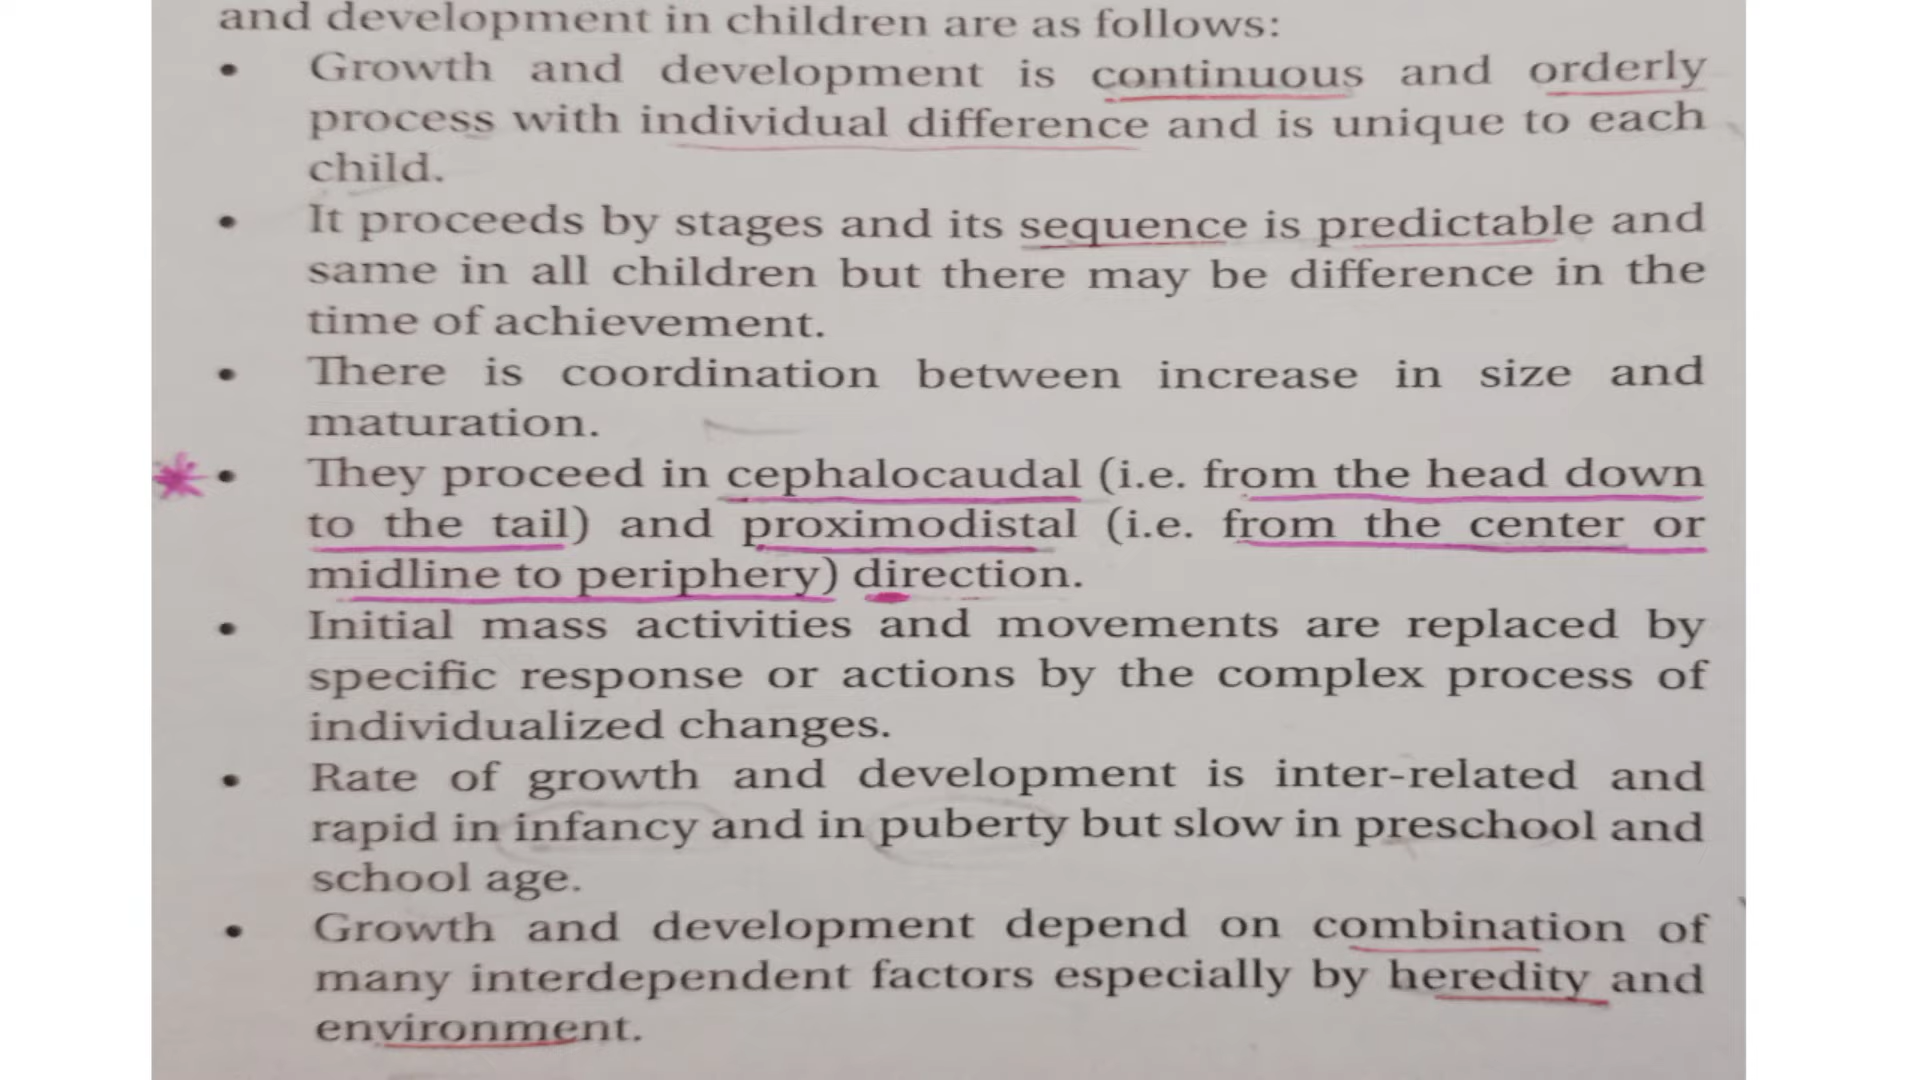 and development in children are as follows:
• Growth and development is continuous and orderly
process with individual difference and is unique to each
child.
• It proceeds by stages and its sequence is predictable and
same in all children but there may be difference in the
time of achievement.
• There is coordination between increase in size and
maturation.
• They proceed in cephalocaudal (i.e. from the head down
to the tail) and proximodistal (i.e. from the center or
midline to periphery) direction.
• Initial mass activities and movements are replaced by
specific response or actions by the complex process of
individualized changes.
• Rate of growth and development is inter-related and
rapid in infancy and in puberty but slow in preschool and
school age.
• Growth and development depend on combination of
many interdependent factors especially by heredity and
environment.